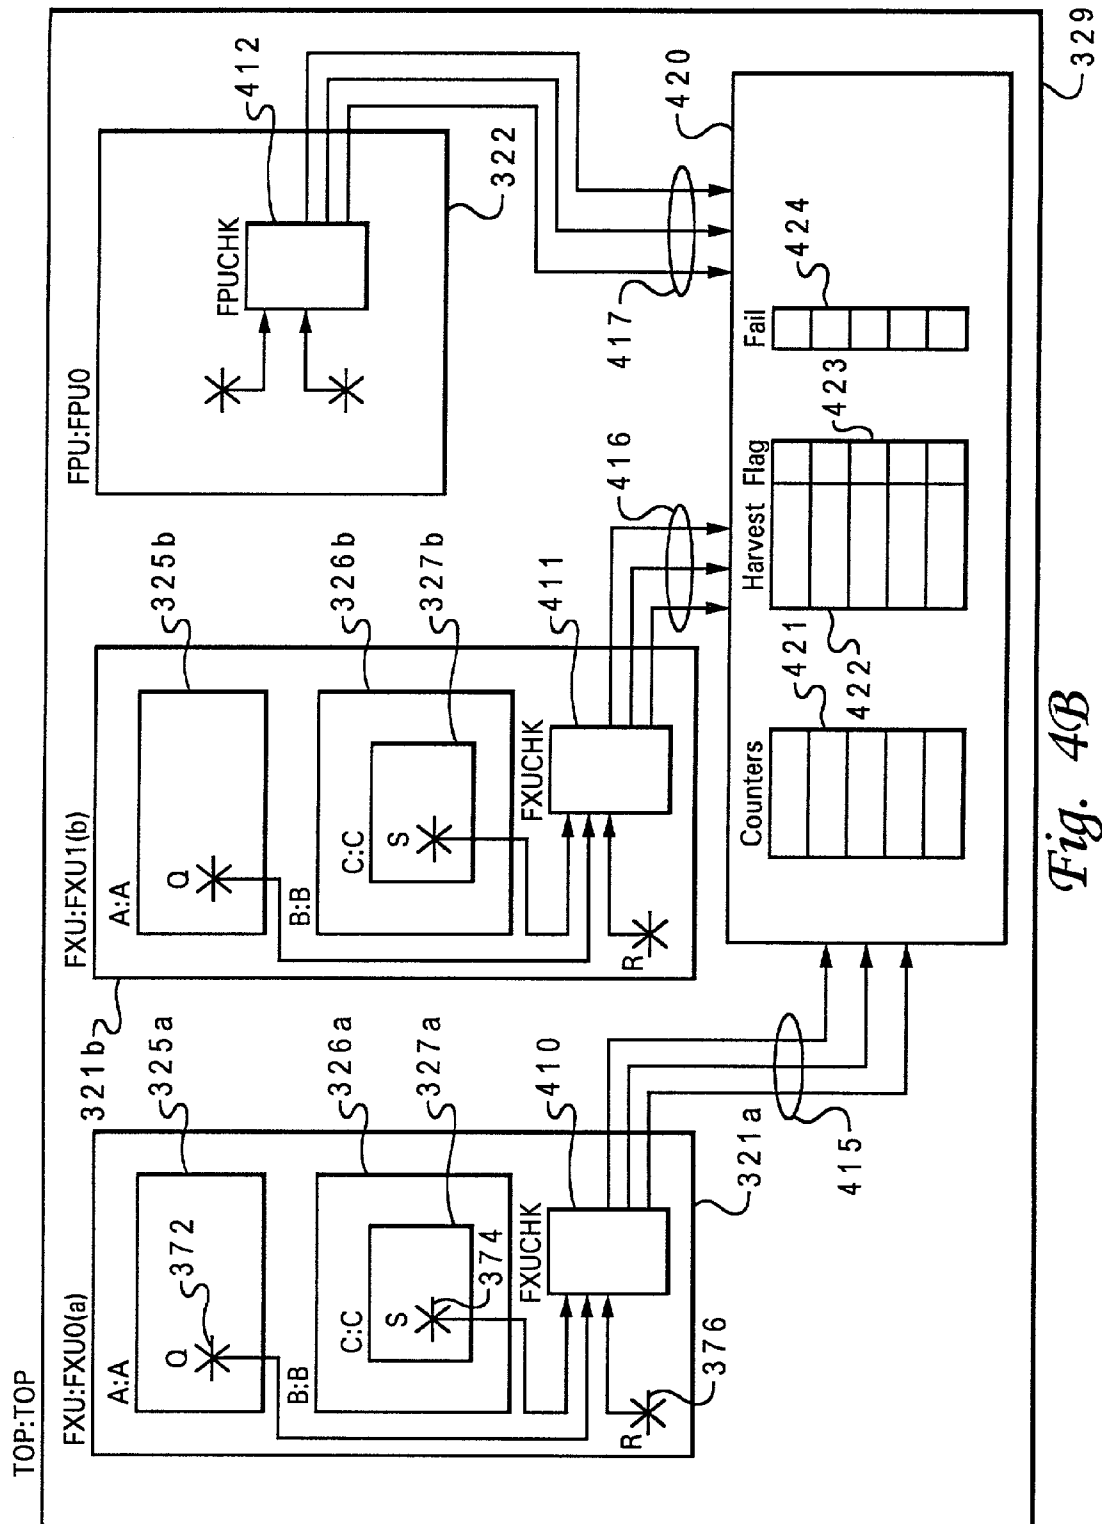 TOP:TOP
FXU:FXU0(a)
A:A
Q
372
325a
B:B
326a
C:C
S
327a
374
FXUCHK
410
R
376
321a
415
321b
FXU:FXU1(b)
A:A
Q
325b
B:B
326b
C:C
S
327b
FXUCHK
411
R
416
FPU:FPU0
FPUCHK
412
322
417
420
Counters
421
Harvest Flag
422
423
Fail
424
329
Fig. 4B